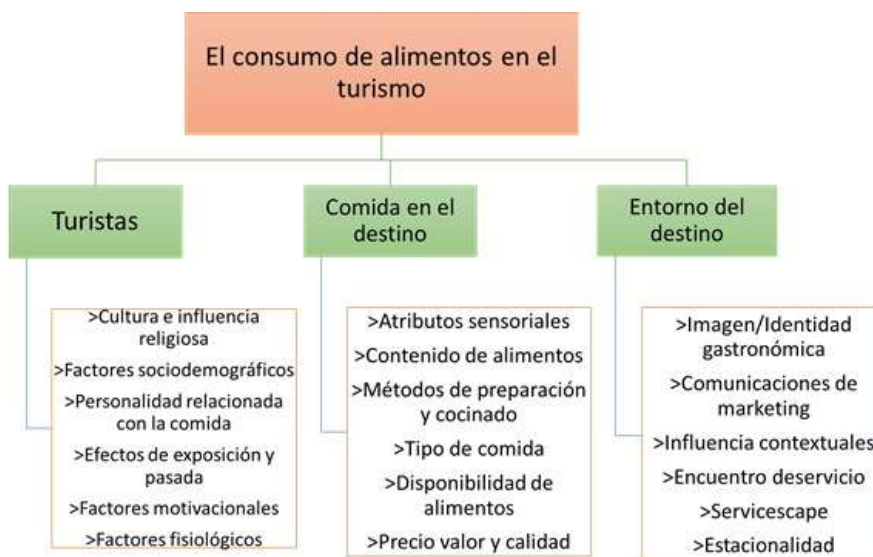 El consumo de alimentos en el
turismo
Turistas
>Cultura e influencia
religiosa
>Factores sociodemográficos
>Personalidad relacionada
con la comida
>Efectos de exposición y
pasada
>Factores motivacionales
>Factores fisiológicos
Comida en el
destino
>Atributos sensoriales
>Contenido de alimentos
>Métodos de preparación
y cocinado
>Tipo de comida
>Disponibilidad de
alimentos
>Precio valor y calidad
Entorno del
destino
>Imagen/Identidad
gastronómica
>Comunicaciones de
marketing
>Influencia contextuales
>Encuentro deservicio
>Servicescape
>Estacionalidad